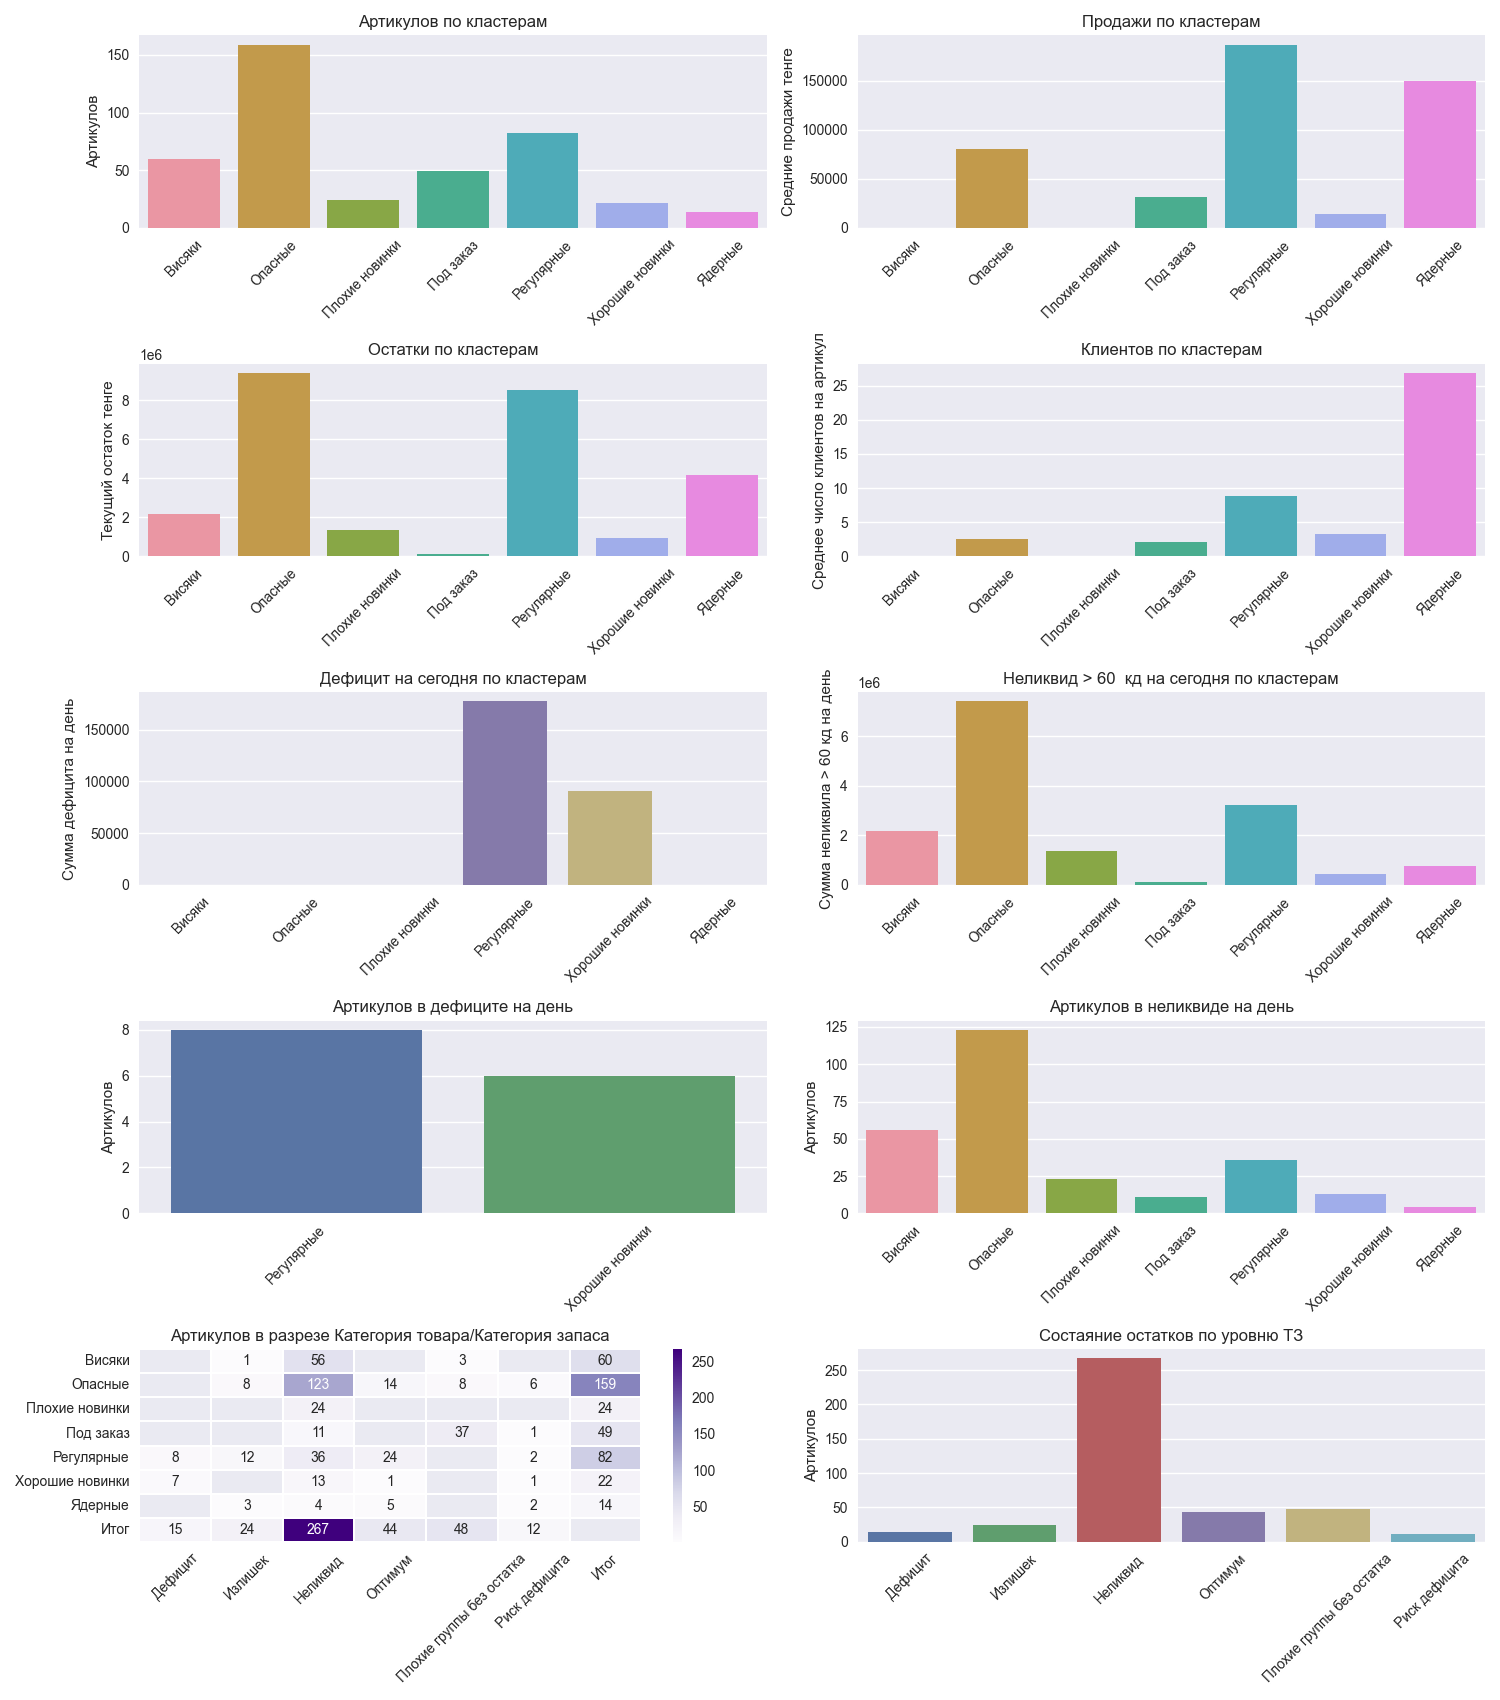 Артикулов по кластерам
Артикулов
150
100
50
0
Висяки
Опасные
Плохие новинки
Под заказ
Регулярные
Хорошие новинки
Ядерные
Продажи по кластерам
Средние продажи тенге
150000
100000
50000
0
Висяки
Опасные
Плохие новинки
Под заказ
Регулярные
Хорошие новинки
Ядерные
Остатки по кластерам
1e6
Текущий остаток тенге
8
6
4
2
0
Висяки
Опасные
Плохие новинки
Под заказ
Регулярные
Хорошие новинки
Ядерные
Клиентов по кластерам
Среднее число клиентов на артикул
25
20
15
10
5
0
Висяки
Опасные
Плохие новинки
Под заказ
Регулярные
Хорошие новинки
Ядерные
Дефицит на сегодня по кластерам
Сумма дефицита на день
150000
100000
50000
0
Висяки
Опасные
Плохие новинки
Регулярные
Хорошие новинки
Ядерные
Неликвид > 60  кд на сегодня по кластерам
1e6
Сумма неликвила > 60 кд на день
6
4
2
0
Висяки
Опасные
Плохие новинки
Под заказ
Регулярные
Хорошие новинки
Ядерные
Артикулов в дефиците на день
Артикулов
8
6
4
2
0
Регулярные
Хорошие новинки
Артикулов в неликвиде на день
Артикулов
125
100
75
50
25
0
Висяки
Опасные
Плохие новинки
Под заказ
Регулярные
Хорошие новинки
Ядерные
Артикулов в разрезе Категория товара/Категория запаса
Висяки 1 56 3 60
Опасные 8 123 14 8 6 159
Плохие новинки 24 24
Под заказ 11 37 1 49
Регулярные 8 12 36 24 2 82
Хорошие новинки 7 13 1 1 22
Ядерные 3 4 5 2 14
Итог 15 24 267 44 48 12
Дефицит
Излишек
Неликвид
Оптимум
Плохие группы без остатка
Риск дефицита
Итог
250
200
150
100
50
Состаяние остатков по уровню ТЗ
Артикулов
250
200
150
100
50
0
Дефицит
Излишек
Неликвид
Оптимум
Плохие группы без остатка
Риск дефицита